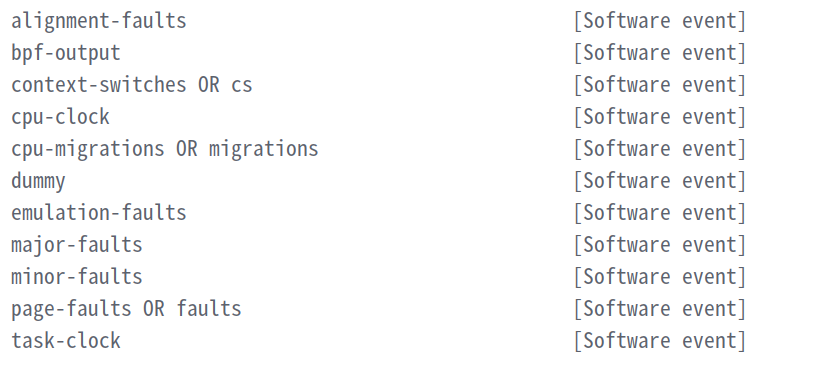 alignment-faults [Software event]
bpf-output [Software event]
context-switches OR cs [Software event]
cpu-clock [Software event]
cpu-migrations OR migrations [Software event]
dummy [Software event]
emulation-faults [Software event]
major-faults [Software event]
minor-faults [Software event]
page-faults OR faults [Software event]
task-clock [Software event]